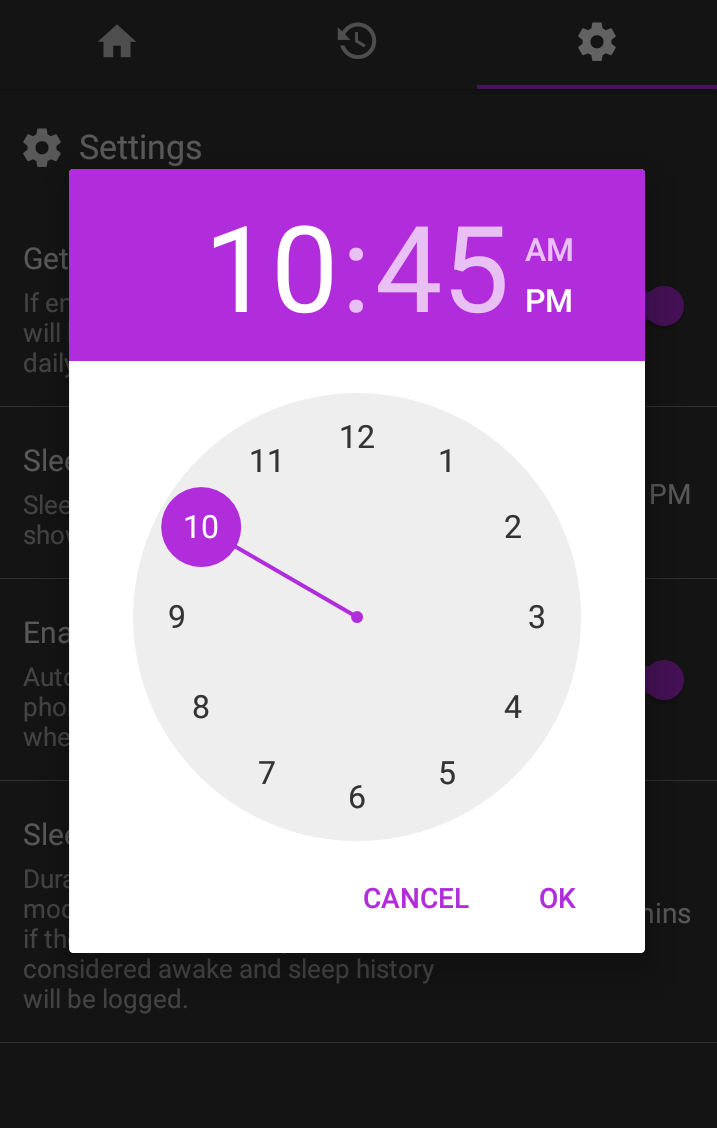 Settings
10:45
AM
PM
Get
If en
will
daily
Slee
Slee
show
PM
Ena
Auto
pho
whe
Slee
Dura
mod
if the
considered awake and sleep history
will be logged.
mins
12
11
1
10
2
9
3
8
4
7
5
6
CANCEL
OK